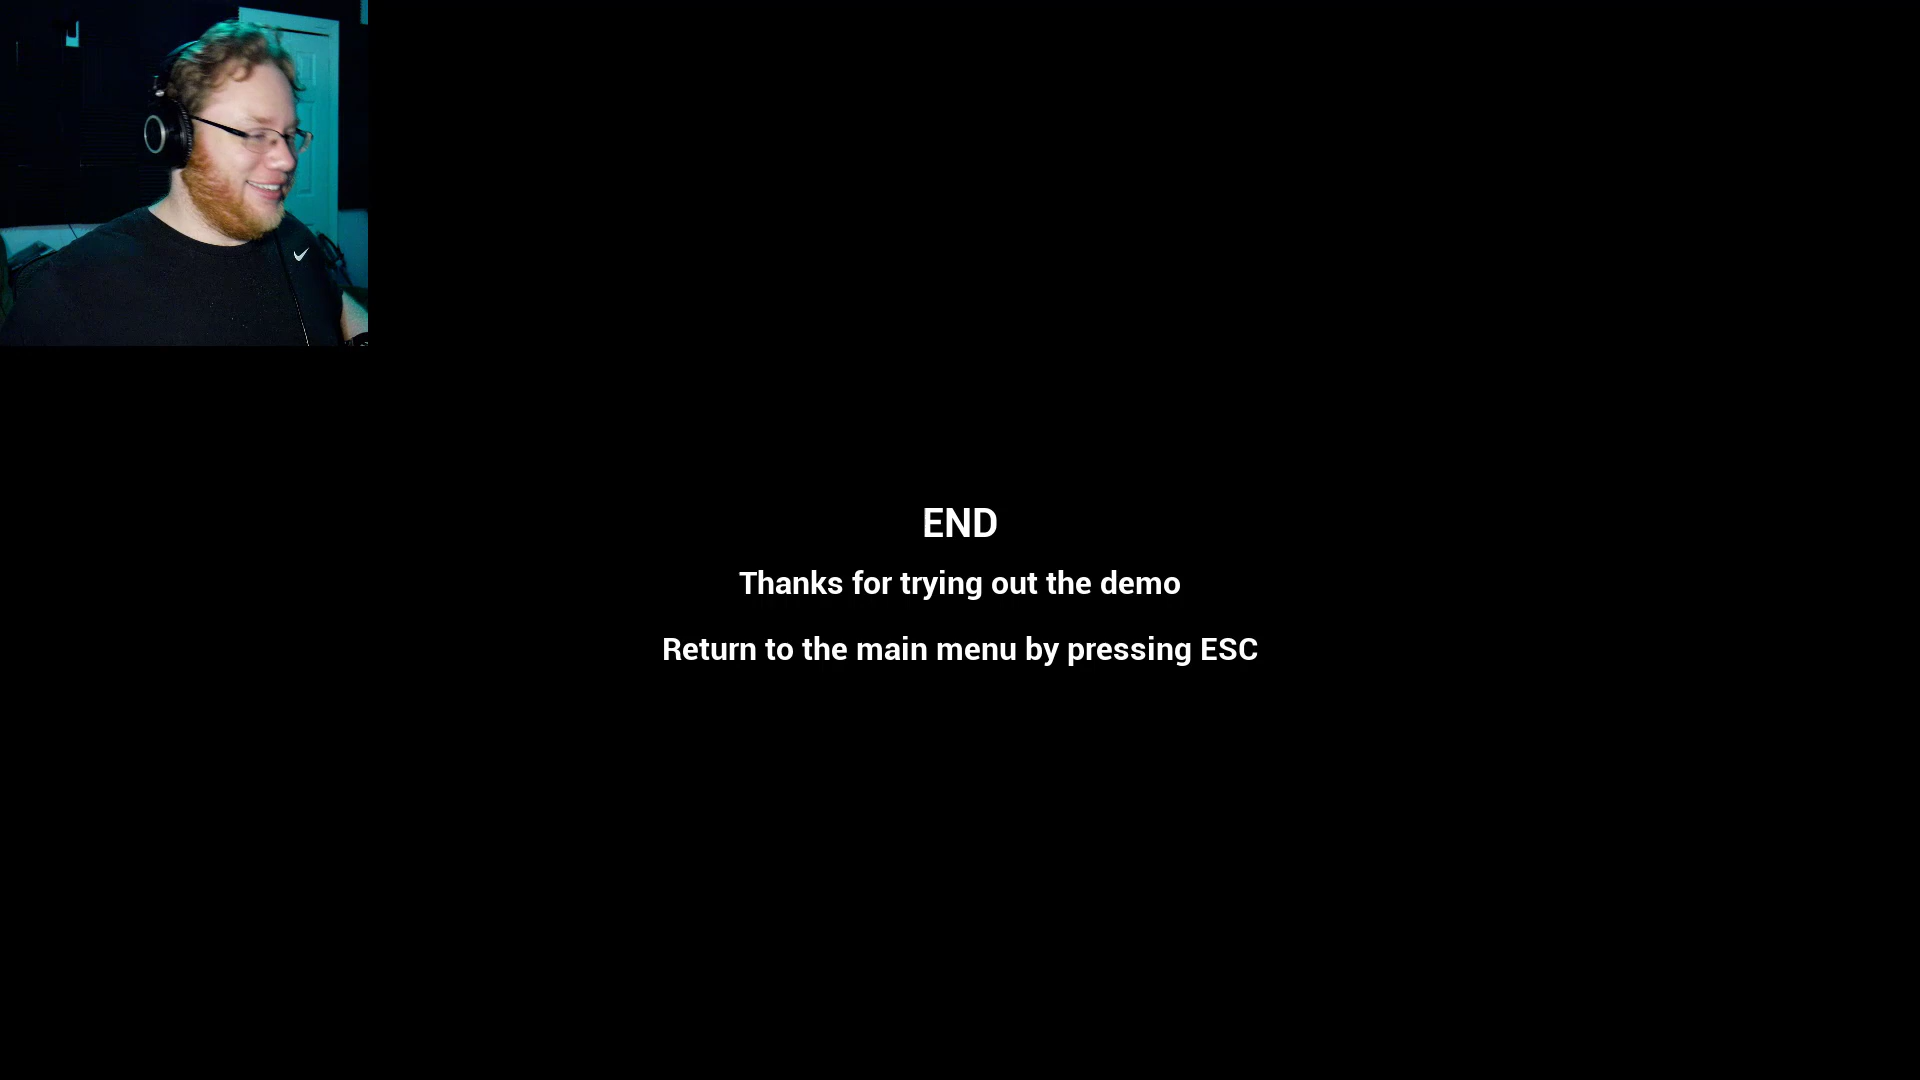 END
Thanks for trying out the demo
Return to the main menu by pressing ESC